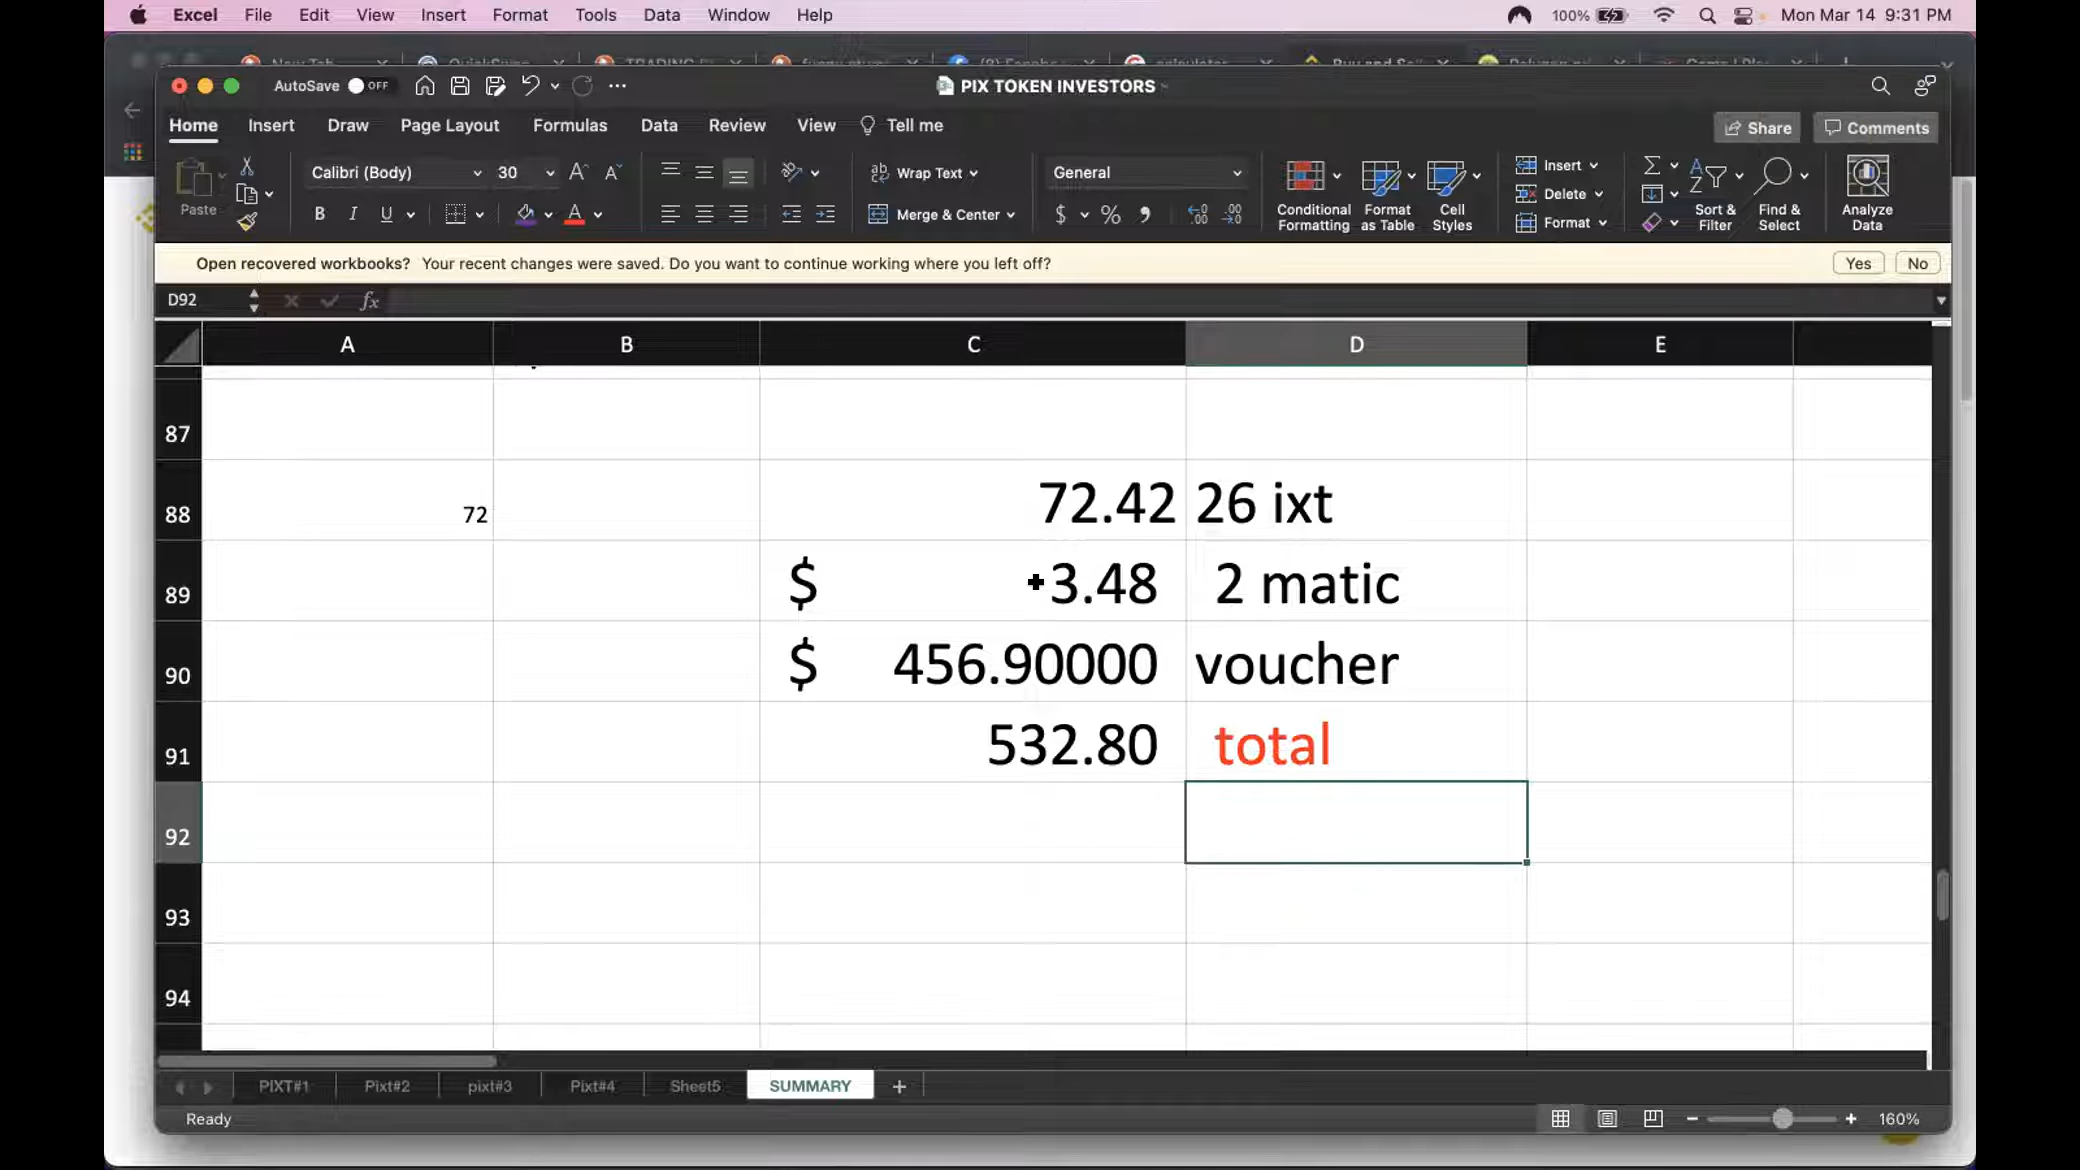 Excel File Edit View Insert Format Tools Data Window Help 100% Mon Mar 14 9:31 PM
AutoSave OFF PIX TOKEN INVESTORS
Home Insert Draw Page Layout Formulas Data Review View Tell me Share Comments
Paste Calibri (Body) 30 A A Wrap Text General Insert
B I U A Merge & Center $ % Delete
Conditional Formatting Format as Table Cell Styles Format Sort & Filter Find & Select Analyze Data
Open recovered workbooks? Your recent changes were saved. Do you want to continue working where you left off? Yes No
D92 fx
A B C D E
87
88 72 72.42 26 ixt
89 $ 3.48 2 matic
90 $ 456.90000 voucher
91 532.80 total
92
93
94
PIXT#1 Pixt#2 pixt#3 Pixt#4 Sheet5 SUMMARY +
Ready 160%